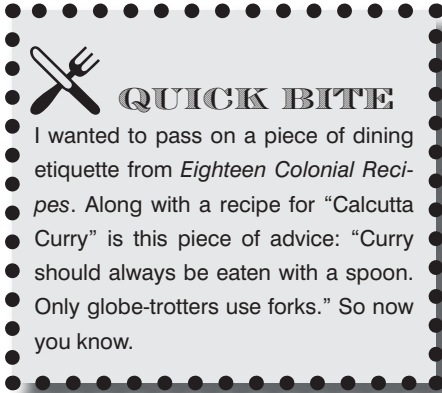 QUICK BITE
I wanted to pass on a piece of dining
etiquette from Eighteen Colonial Reci-
pes. Along with a recipe for “Calcutta
Curry” is this piece of advice: “Curry
should always be eaten with a spoon.
Only globe-trotters use forks.” So now
you know.